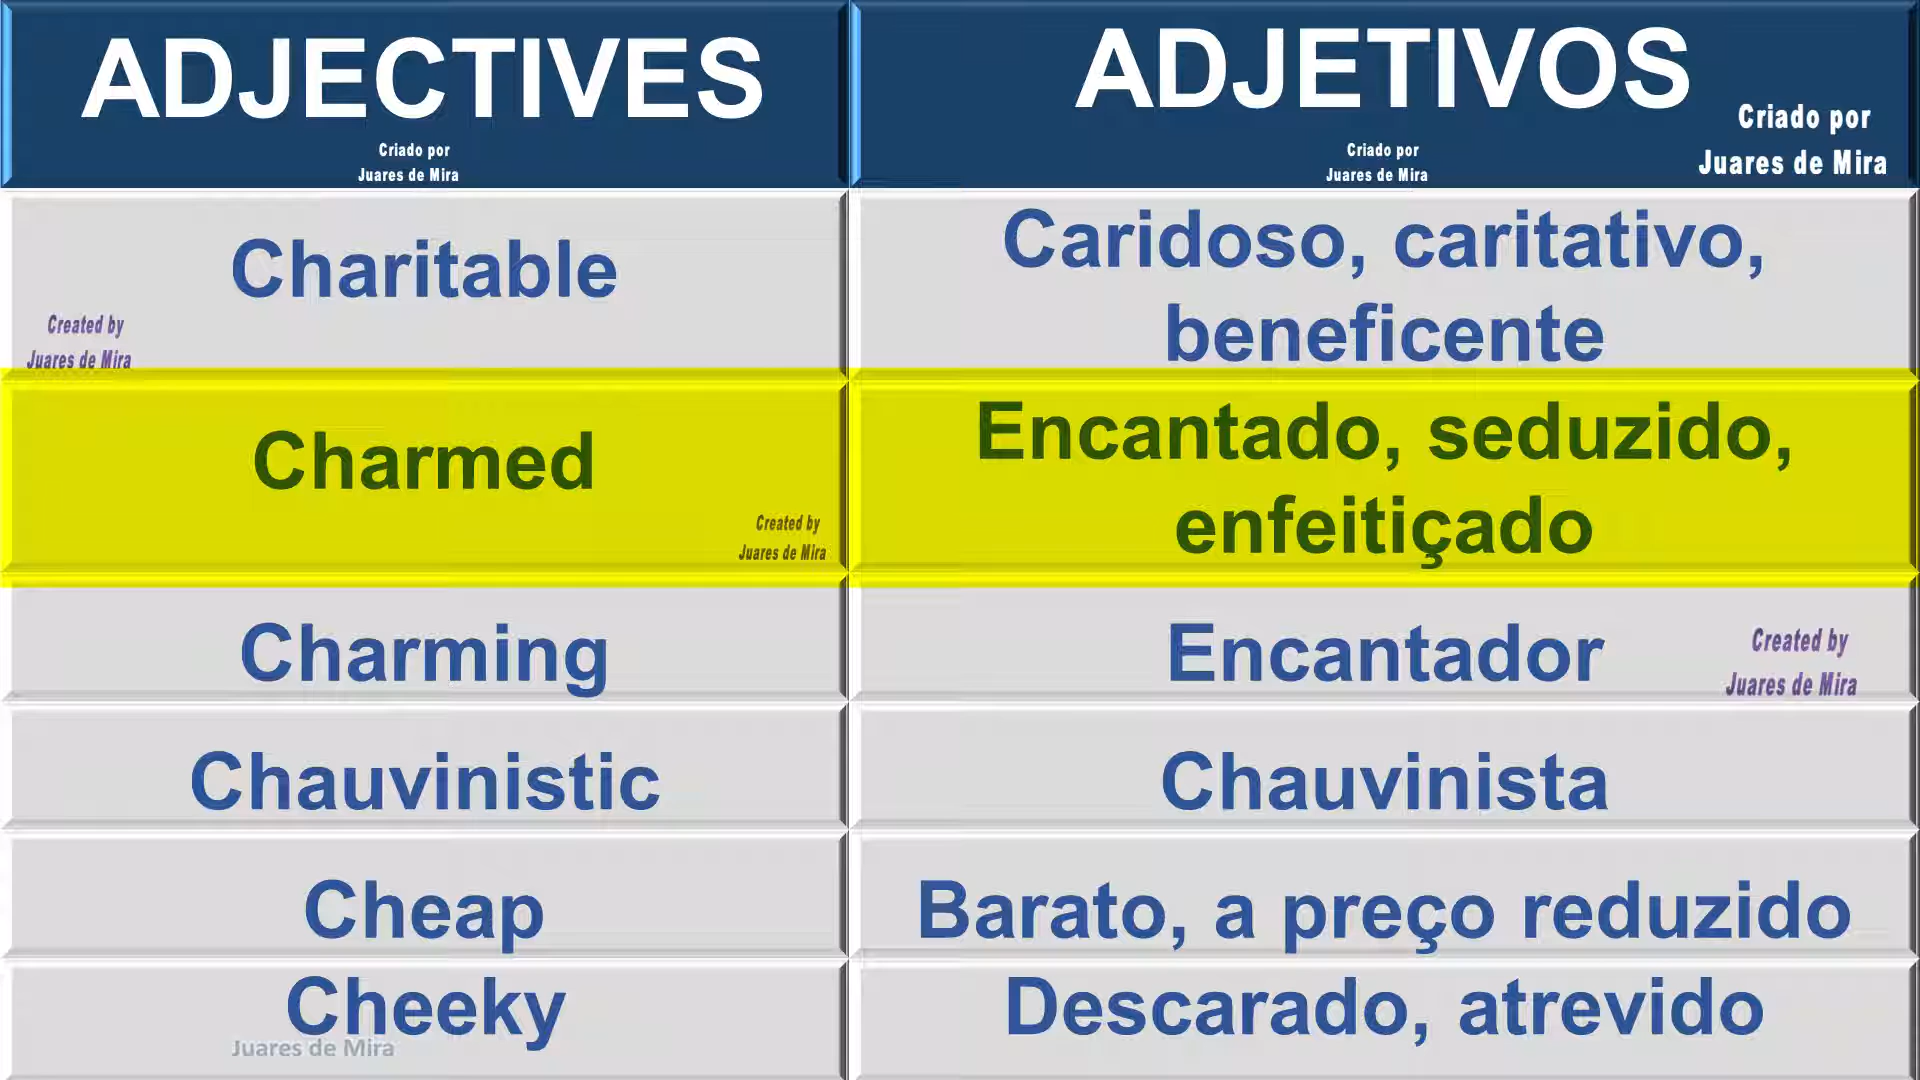 ADJECTIVES
Criado por
Juares de Mira
ADJETIVOS
Criado por
Juares de Mira
Criado por
Juares de Mira
Charitable
Created by
Juares de Mira
Caridoso, caritativo,
beneficente
Charmed
Created by
Juares de Mira
Encantado, seduzido,
enfeitiçado
Charming
Encantador
Created by
Juares de Mira
Chauvinistic
Chauvinista
Cheap
Barato, a preço reduzido
Cheeky
Juares de Mira
Descarado, atrevido